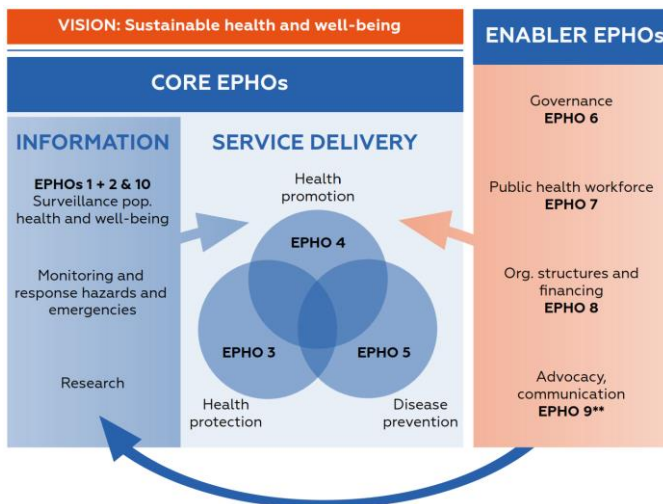 VISION: Sustainable health and well-being
CORE EPHOs
INFORMATION
EPHOs 1 + 2 & 10
Surveillance pop.
health and well-being
Monitoring and
response hazards and
emergencies
Research
SERVICE DELIVERY
Health
promotion
EPHO 4
EPHO 3
EPHO 5
Health
protection
Disease
prevention
ENABLER EPHOs
Governance
EPHO 6
Public health workforce
EPHO 7
Org. structures and
financing
EPHO 8
Advocacy,
communication
EPHO 9**